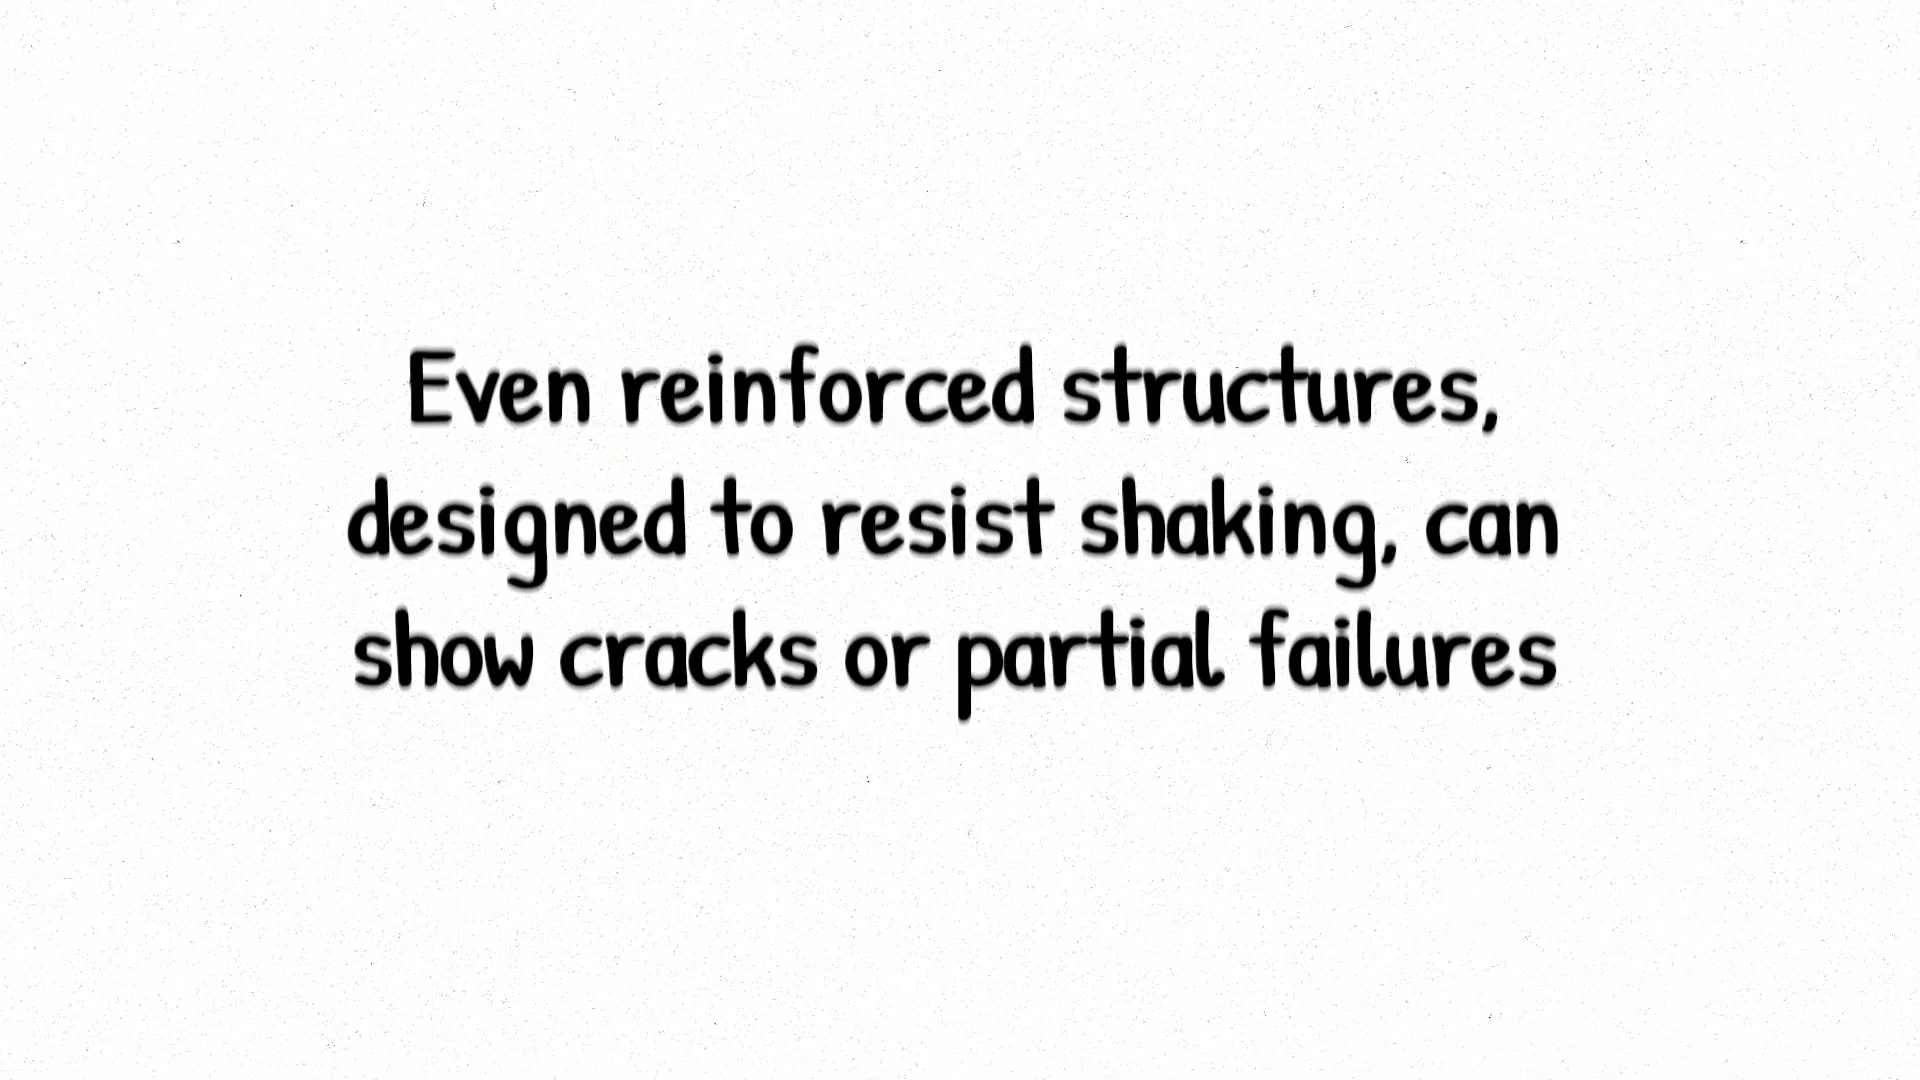 Even reinforced structures,
designed to resist shaking, can
show cracks or partial failures